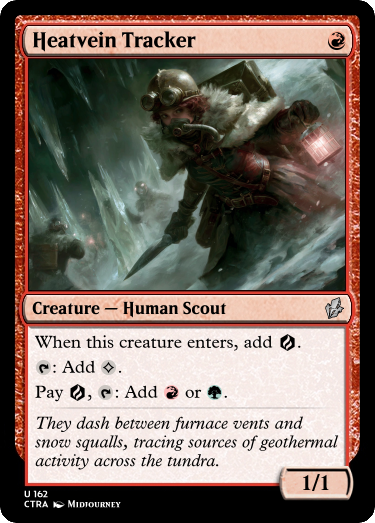 Heatvein Tracker
Creature — Human Scout
When this creature enters, add .
: Add .
Pay , : Add or .
They dash between furnace vents and
snow squalls, tracing sources of geothermal
activity across the tundra.
1/1
U 162
CTRA Midjourney